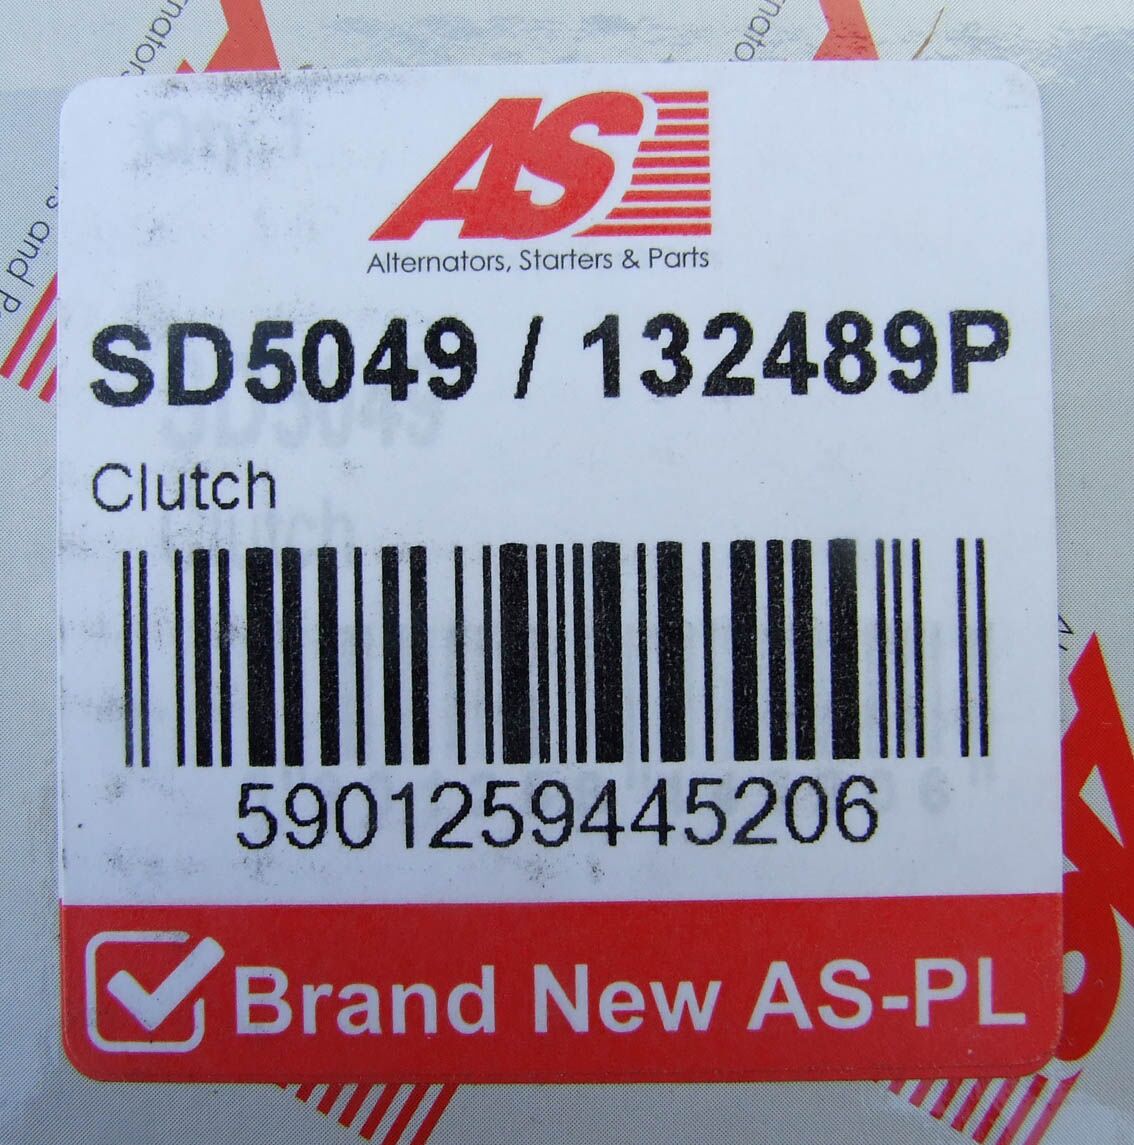 AS
Alternators, Starters & Parts
SD5049 / 132489P
Clutch
5901259445206
Brand New AS-PL